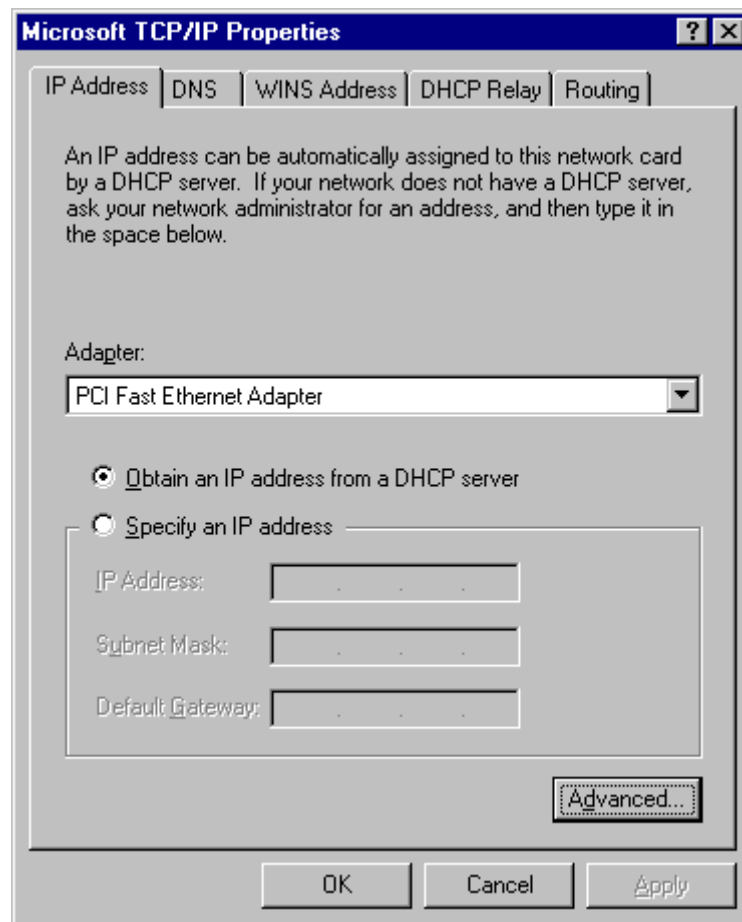 Microsoft TCP/IP Properties
IP Address DNS WINS Address DHCP Relay Routing
An IP address can be automatically assigned to this network card
by a DHCP server. If your network does not have a DHCP server,
ask your network administrator for an address, and then type it in
the space below.
Adapter:
PCI Fast Ethernet Adapter
Obtain an IP address from a DHCP server
Specify an IP address
IP Address:
Subnet Mask:
Default Gateway:
Advanced...
OK Cancel Apply